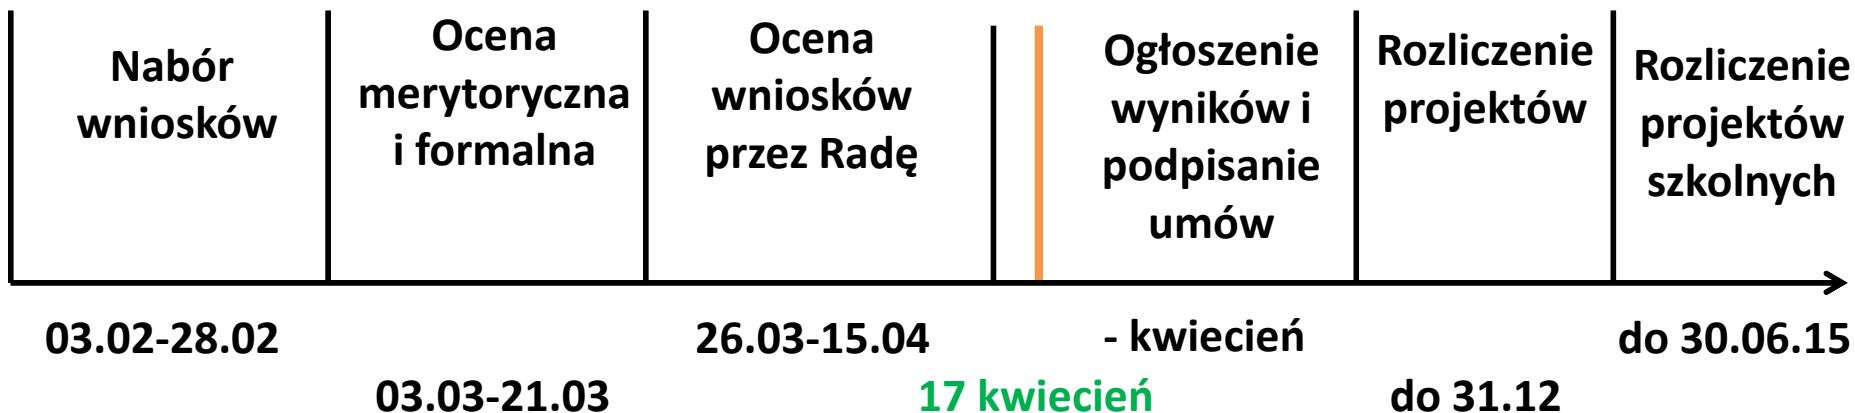 Nabór
wniosków
Ocena
merytoryczna
i formalna
Ocena
wniosków
przez Radę
Ogłoszenie
wyników i
podpisanie
umów
Rozliczenie
projektów
Rozliczenie
projektów
szkolnych
03.02-28.02
03.03-21.03
26.03-15.04
17 kwiecień
- kwiecień
do 31.12
do 30.06.15